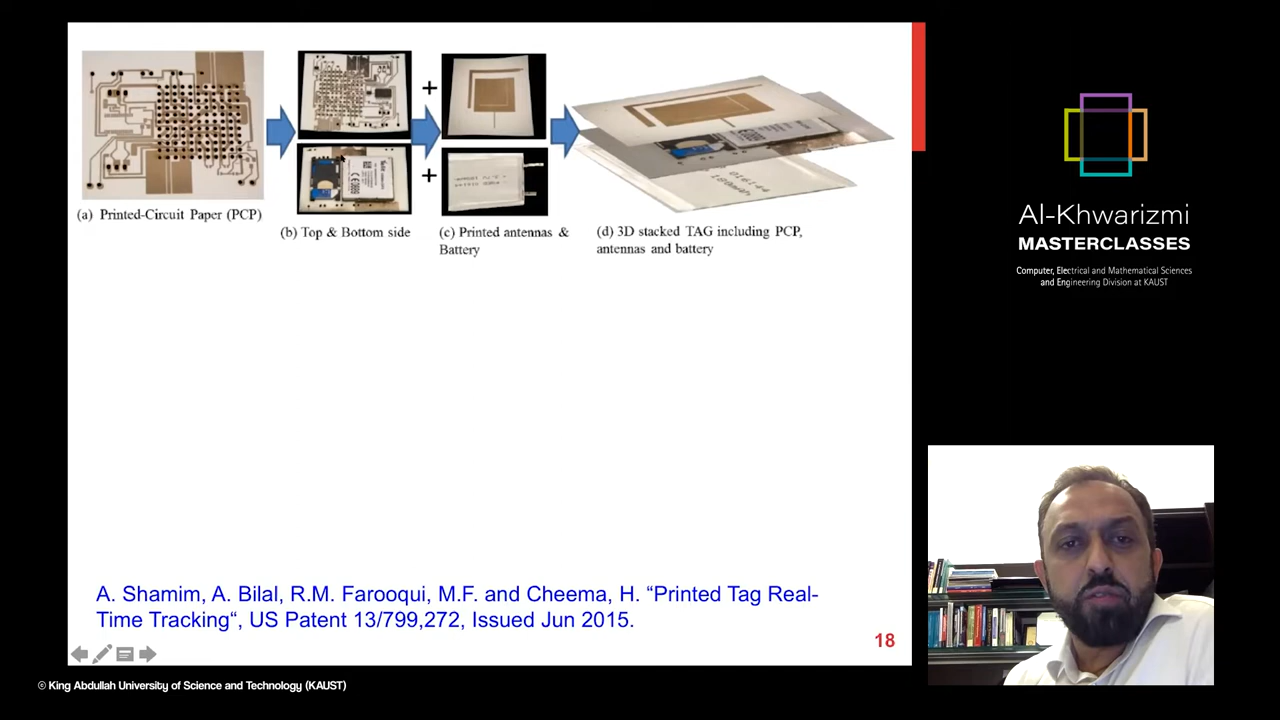 (a) Printed-Circuit Paper (PCP)
(b) Top & Bottom side
(c) Printed antennas &
Battery
(d) 3D stacked TAG including PCP,
antennas and battery
+
+
A. Shamim, A. Bilal, R.M. Farooqui, M.F. and Cheema, H. “Printed Tag Real-
Time Tracking“, US Patent 13/799,272, Issued Jun 2015.
18
Al-Khwarizmi
MASTERCLASSES
Computer, Electrical and Mathematical Sciences
and Engineering Division at KAUST
© King Abdullah University of Science and Technology (KAUST)